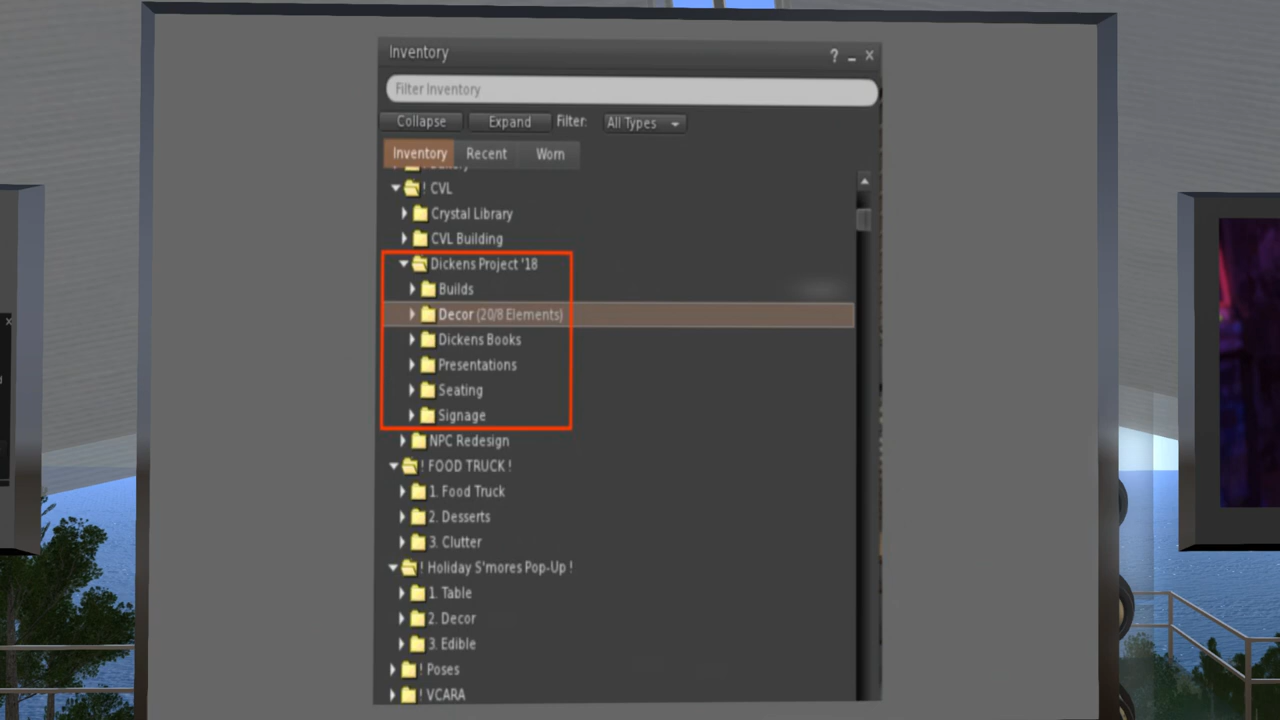 Inventory
? _ ×
Filter Inventory
Collapse Expand Filter: All Types
Inventory Recent Worn
! CVL
Crystal Library
CVL Building
Dickens Project '18
Builds
Decor (20/8 Elements)
Dickens Books
Presentations
Seating
Signage
NPC Redesign
! FOOD TRUCK !
1. Food Truck
2. Desserts
3. Clutter
! Holiday S'mores Pop-Up !
1. Table
2. Decor
3. Edible
! Poses
! VCARA